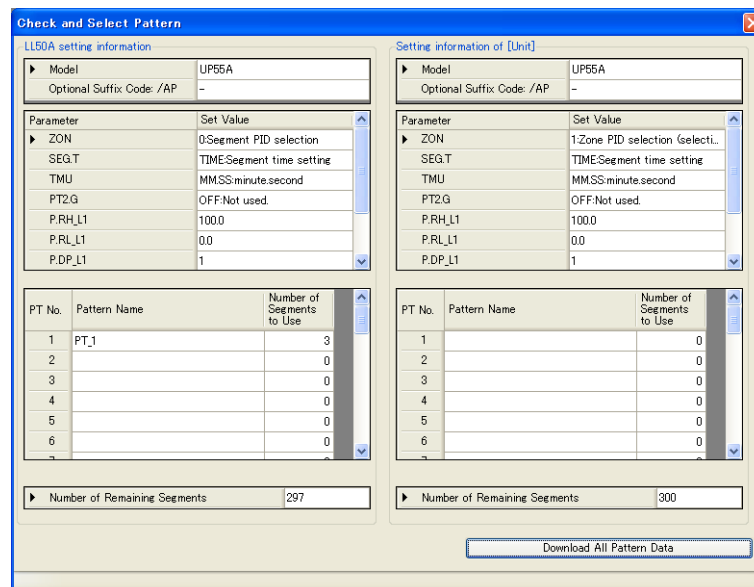 Check and Select Pattern
LL50A setting information
Model UP55A
Optional Suffix Code: /AP -
Parameter Set Value
ZON 0:Segment PID selection
SEG.T TIME:Segment time setting
TMU MM.SS:minute.second
PT2.G OFF:Not used.
P.RH_L1 100.0
P.RL_L1 0.0
P.DP_L1 1
PT No. Pattern Name Number of
Segments
to Use
1 PT_1 3
2 0
3 0
4 0
5 0
6 0
Number of Remaining Segments 297
Setting information of [Unit]
Model UP55A
Optional Suffix Code: /AP -
Parameter Set Value
ZON 1:Zone PID selection (selecti...
SEG.T TIME:Segment time setting
TMU MM.SS:minute.second
PT2.G OFF:Not used.
P.RH_L1 100.0
P.RL_L1 0.0
P.DP_L1 1
PT No. Pattern Name Number of
Segments
to Use
1 0
2 0
3 0
4 0
5 0
6 0
Number of Remaining Segments 300
Download All Pattern Data